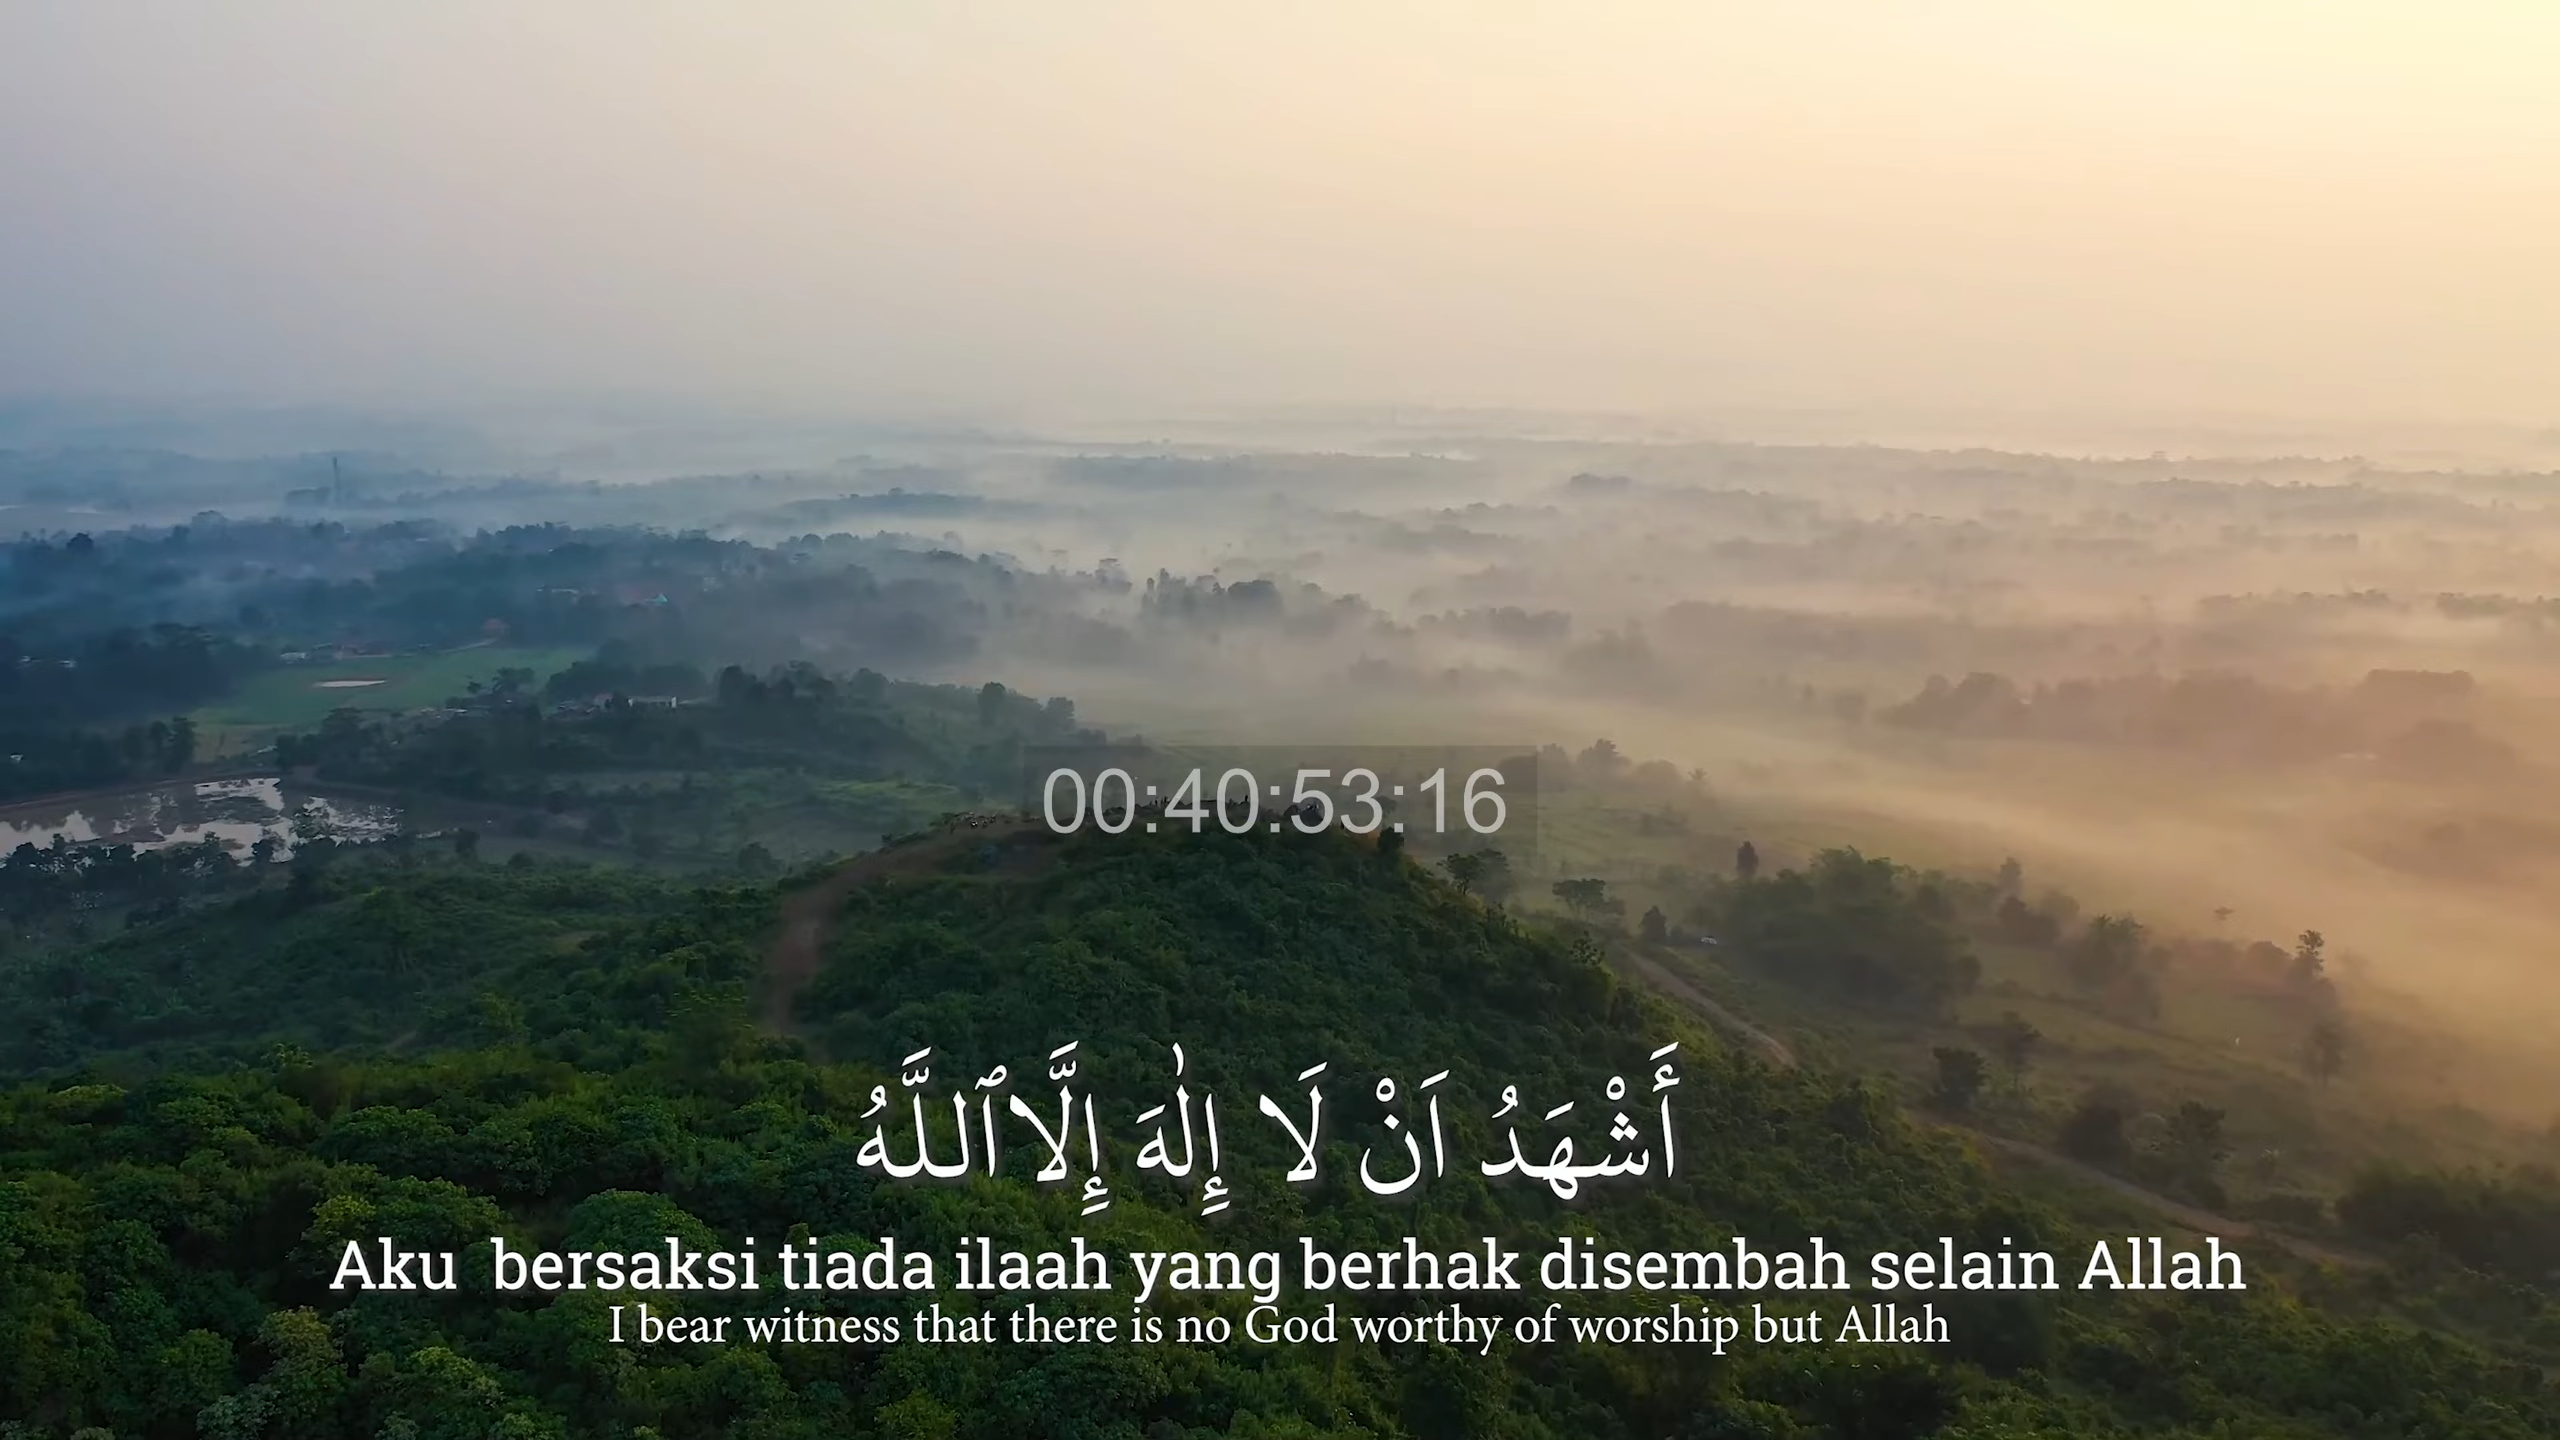 00:40:53:16
أَشْهَدُ اَنْ لَا إِلٰهَ إِلَّا ٱللَّهُ
Aku bersaksi tiada ilaah yang berhak disembah selain Allah
I bear witness that there is no God worthy of worship but Allah